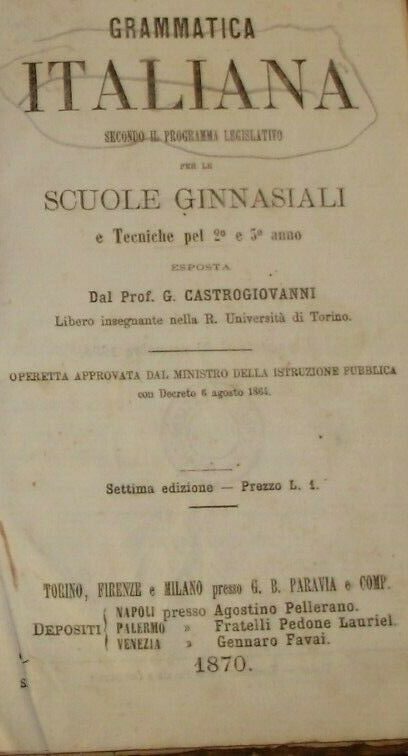 GRAMMATICA
ITALIANA
SECONDO IL PROGRAMMA LEGISLATIVO
PER LE
SCUOLE GINNASIALI
e Tecniche pel 2º e 3º anno
ESPOSTA
Dal Prof. G. CASTROGIOVANNI
Libero insegnante nella R. Università di Torino.
OPERETTA APPROVATA DAL MINISTRO DELLA ISTRUZIONE PUBBLICA
con Decreto 6 agosto 1864.
Settima edizione — Prezzo L. 1.
TORINO, FIRENZE e MILANO presso G. B. PARAVIA e COMP.
DEPOSITI { NAPOLI presso Agostino Pellerano.
PALERMO » Fratelli Pedone Lauriel.
VENEZIA » Gennaro Favai.
1870.
S.